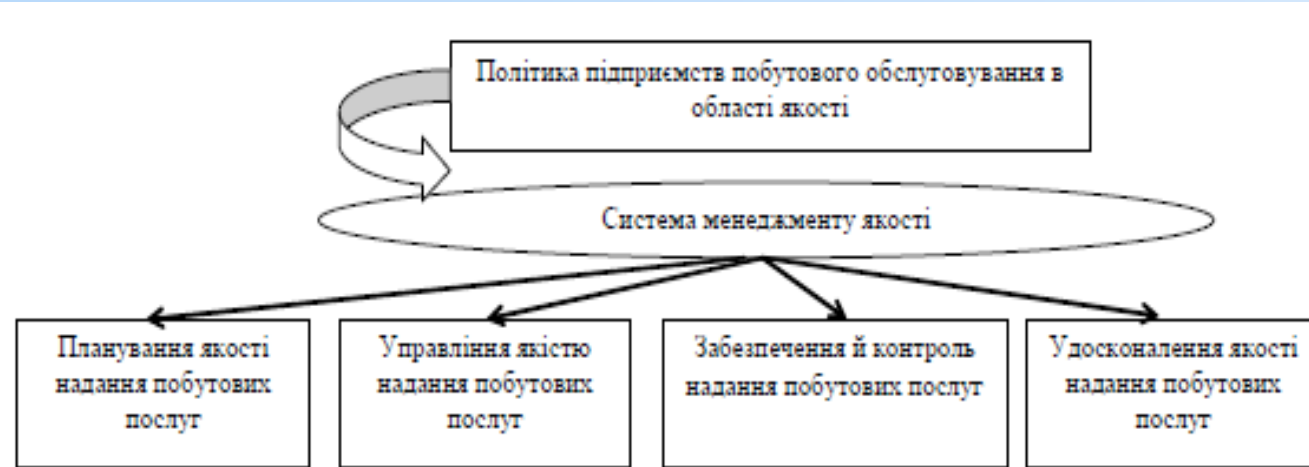 Політика підприємств побутового обслуговування в
області якості
Система менеджменту якості
Планування якості
надання побутових
послуг
Управління якістю
надання побутових
послуг
Забезпечення й контроль
надання побутових послуг
Удосконалення якості
надання побутових
послуг